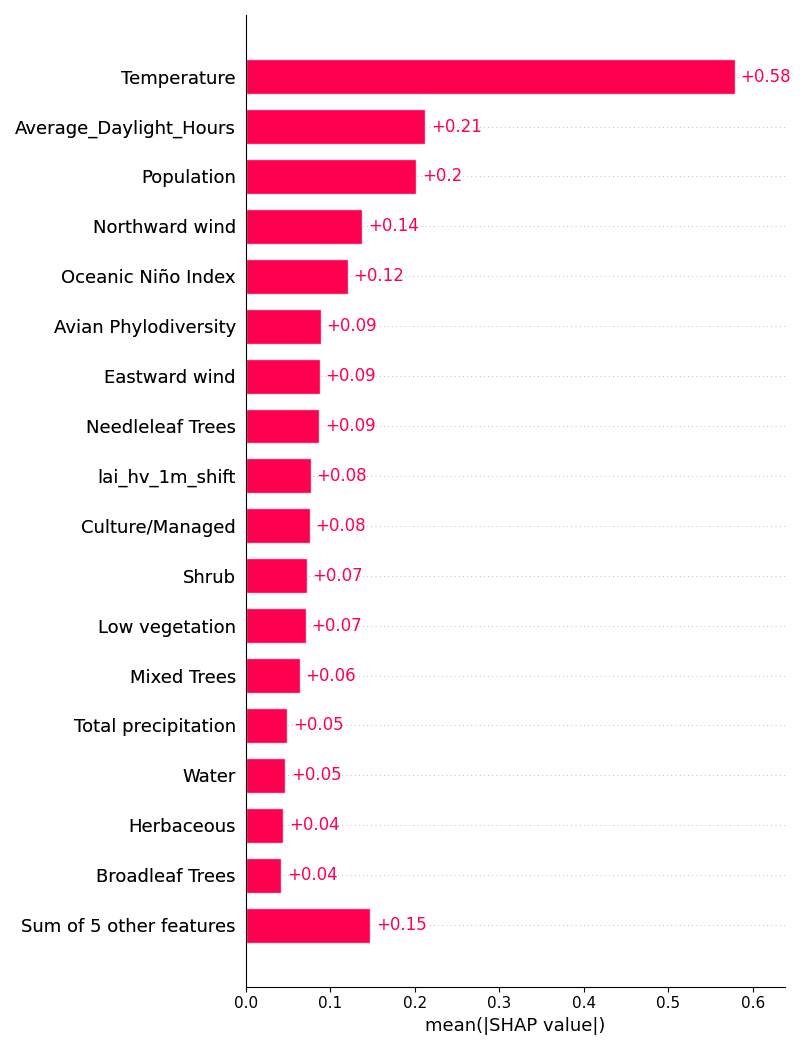 Temperature +0.58
Average_Daylight_Hours +0.21
Population +0.2
Northward wind +0.14
Oceanic Niño Index +0.12
Avian Phylodiversity +0.09
Eastward wind +0.09
Needleleaf Trees +0.09
lai_hv_1m_shift +0.08
Culture/Managed +0.08
Shrub +0.07
Low vegetation +0.07
Mixed Trees +0.06
Total precipitation +0.05
Water +0.05
Herbaceous +0.04
Broadleaf Trees +0.04
Sum of 5 other features +0.15
0.0 0.1 0.2 0.3 0.4 0.5 0.6
mean(|SHAP value|)